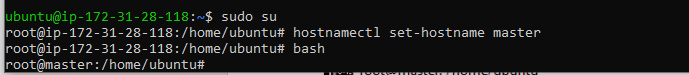 ubuntu@ip-172-31-28-118:~$ sudo su
root@ip-172-31-28-118:/home/ubuntu# hostnamectl set-hostname master
root@ip-172-31-28-118:/home/ubuntu# bash
root@master:/home/ubuntu#